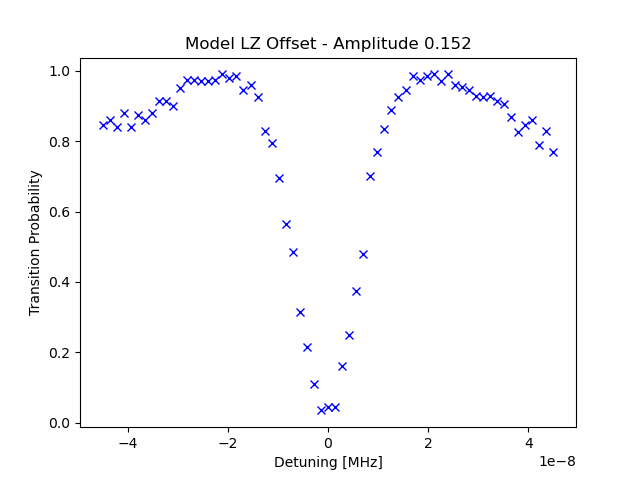 Model LZ Offset - Amplitude 0.152
1.0
0.8
0.6
0.4
0.2
0.0
Transition Probability
−4
−2
0
2
4
1e−8
Detuning [MHz]